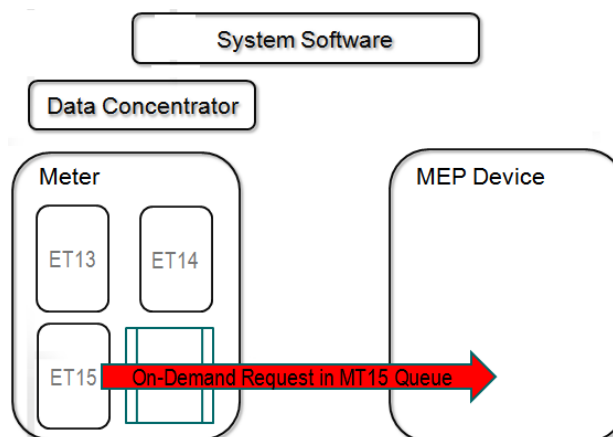 System Software
Data Concentrator
Meter
MEP Device
ET13
ET14
ET15
On-Demand Request in MT15 Queue